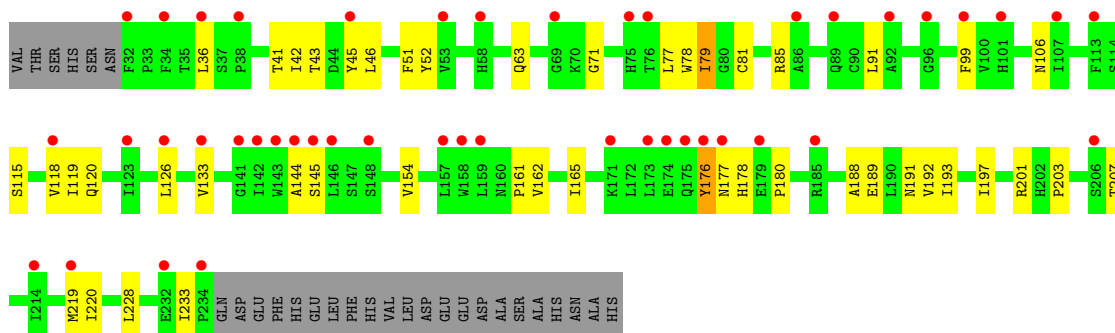 VAL THR SER HIS SER ASN F32 P33 F34 T35 L36 S37 P38 T41 I42 T43 D44 Y45 L46 F51 Y52 V53 H58 Q63 G69 K70 G71 H75 T76 L77 W78 I79 G80 C81 R85 A86 Q89 C90 L91 A92 G96 F99 V100 H101 N106 I107 F113 S114
S115 V118 I119 Q120 I123 L126 V133 G141 I142 W143 A144 S145 L146 S147 S148 V154 L157 W158 L159 N160 P161 V162 I165 K171 L172 L173 E174 Q175 Y176 N177 H178 E179 P180 R185 A188 E189 L190 N191 V192 I193 I197 R201 H202 P203 S206 T207
I214 M219 I220 L228 E232 I233 P234 GLN ASP GLU PHE HIS GLU LEU PHE HIS VAL LEU ASP GLU GLU ASP ALA SER ALA HIS ASN ALA HIS